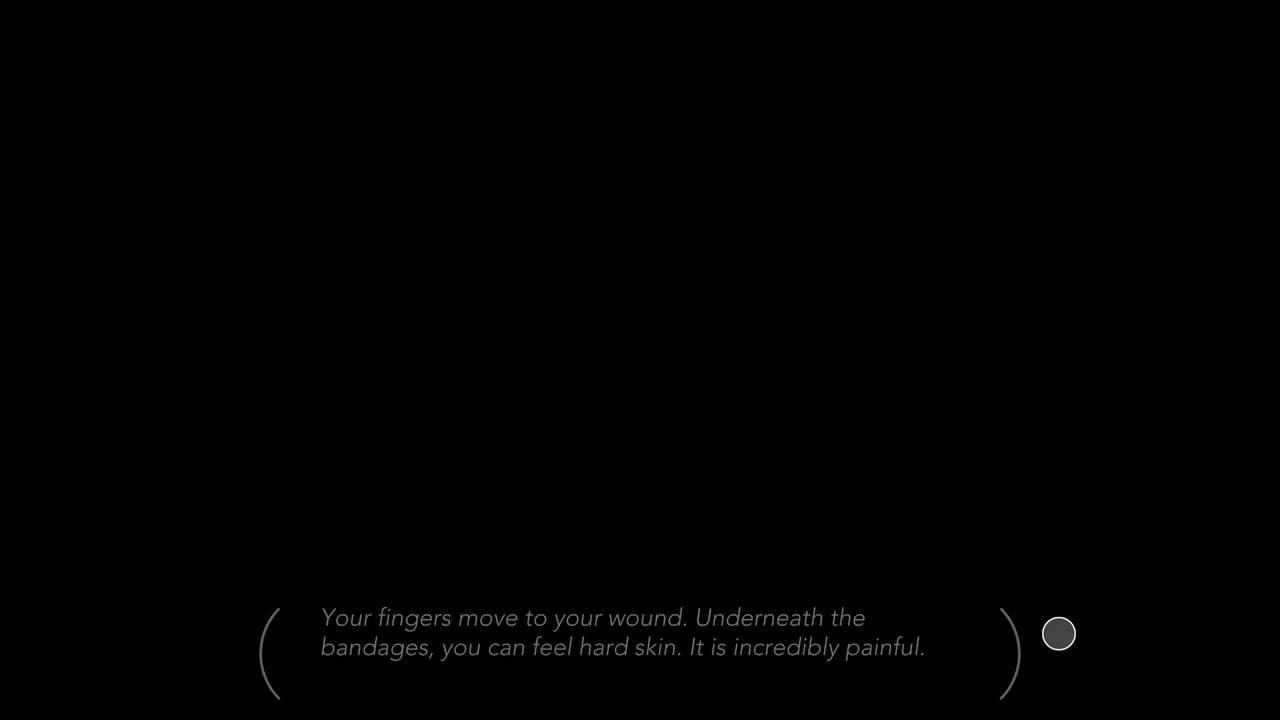 Your fingers move to your wound. Underneath the
bandages, you can feel hard skin. It is incredibly painful.